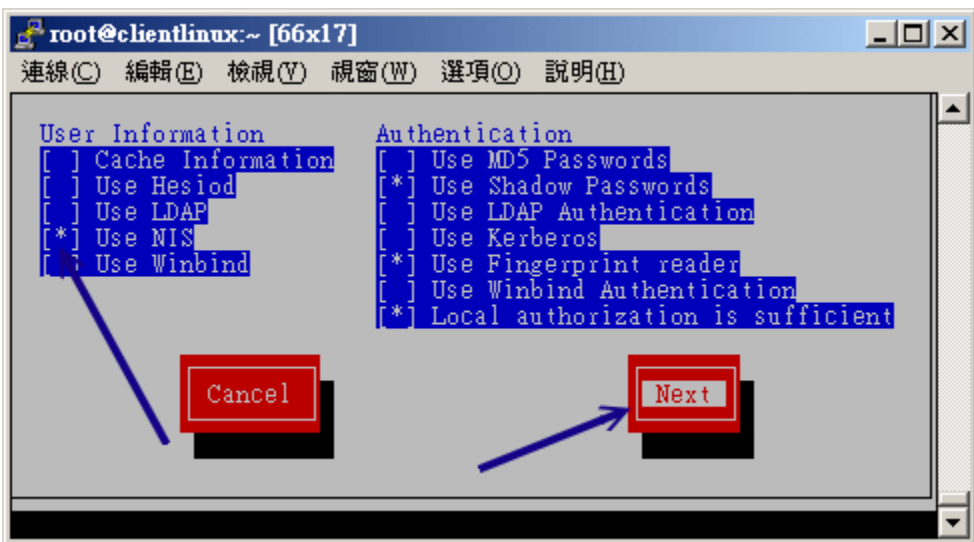 root@clientlinux:~ [66x17]
連線(C) 編輯(E) 檢視(V) 視窗(W) 選項(O) 說明(H)
User Information Authentication
[ ] Cache Information [ ] Use MD5 Passwords
[ ] Use Hesiod [*] Use Shadow Passwords
[ ] Use LDAP [ ] Use LDAP Authentication
[*] Use NIS [ ] Use Kerberos
[ ] Use Winbind [*] Use Fingerprint reader
[ ] Use Winbind Authentication
[*] Local authorization is sufficient
Cancel Next